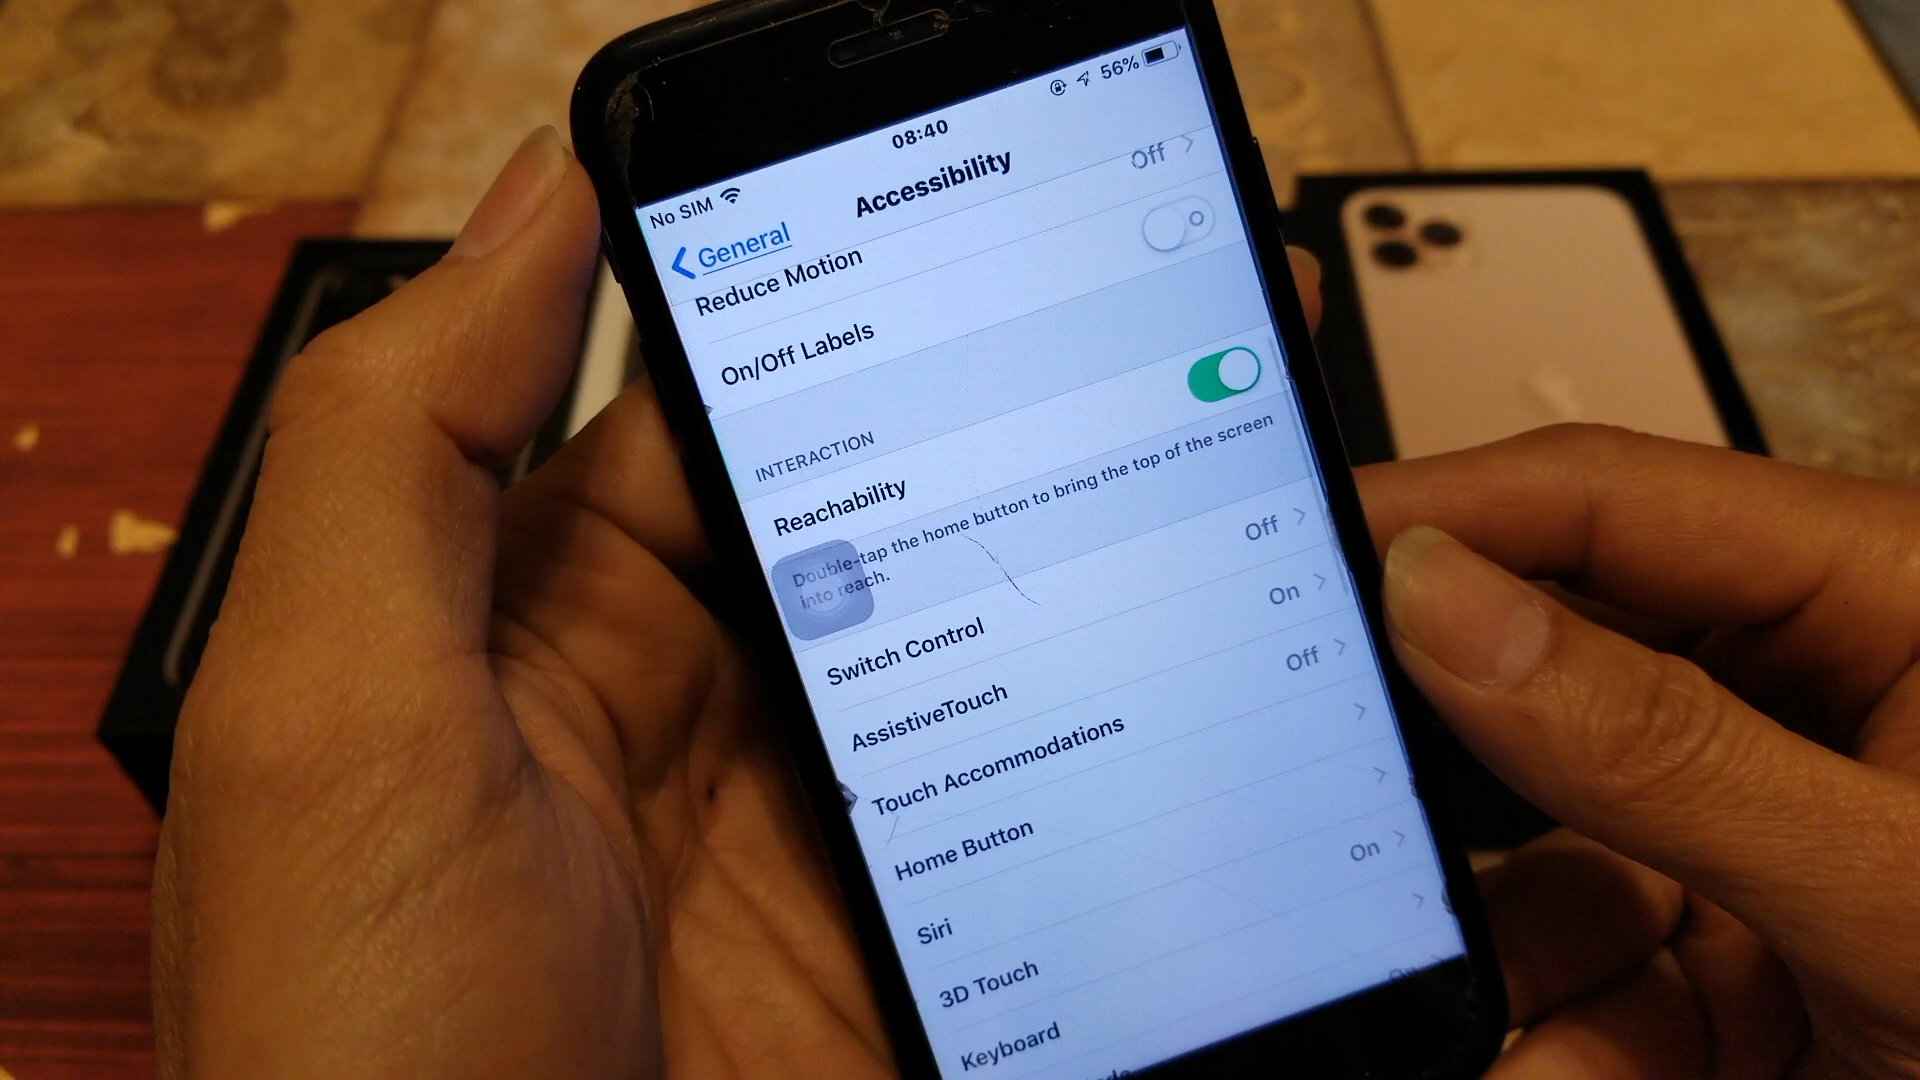 No SIM 08:40 56%
General Accessibility
Reduce Motion Off
On/Off Labels
INTERACTION
Reachability
Double-tap the home button to bring the top of the screen
into reach.
Switch Control Off
AssistiveTouch On
Touch Accommodations Off
Home Button
Siri
3D Touch On
Keyboard
On